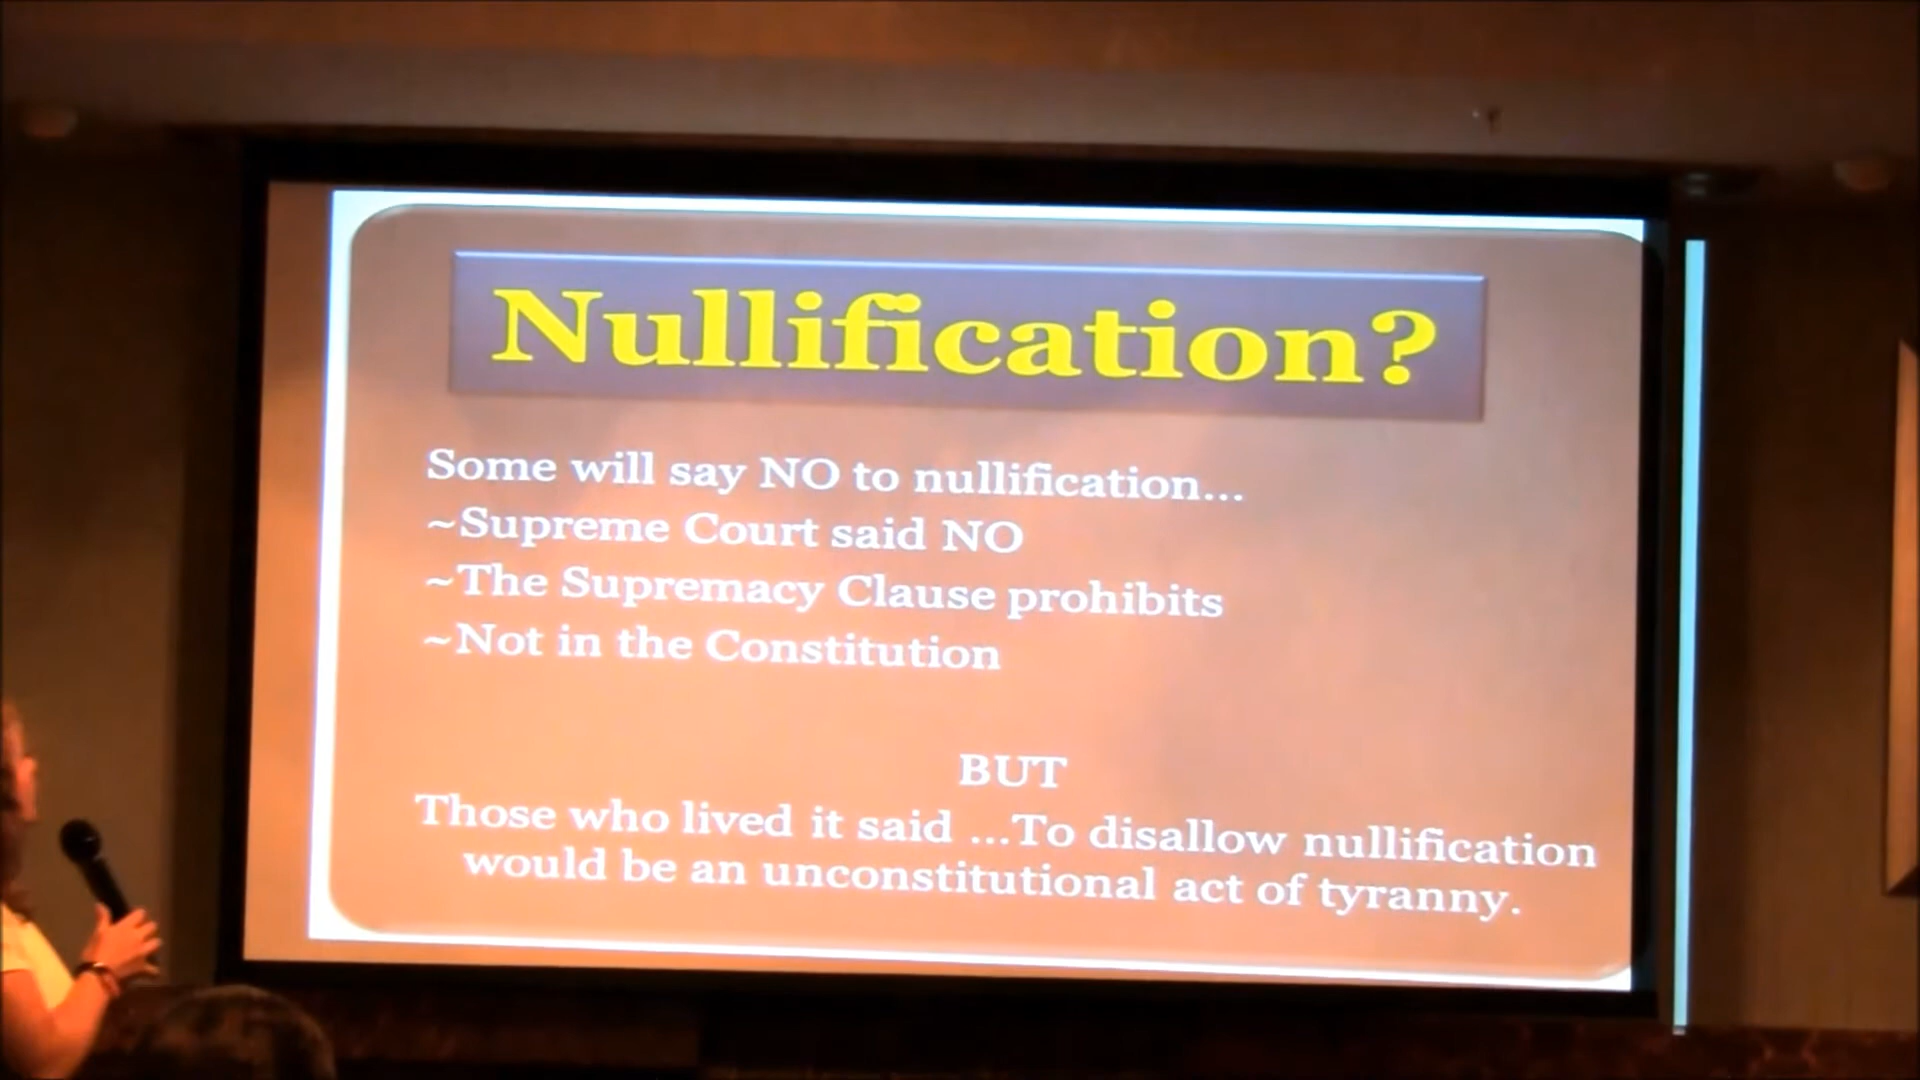 Nullification?
Some will say NO to nullification...
~Supreme Court said NO
~The Supremacy Clause prohibits
~Not in the Constitution
BUT
Those who lived it said ...To disallow nullification
would be an unconstitutional act of tyranny.